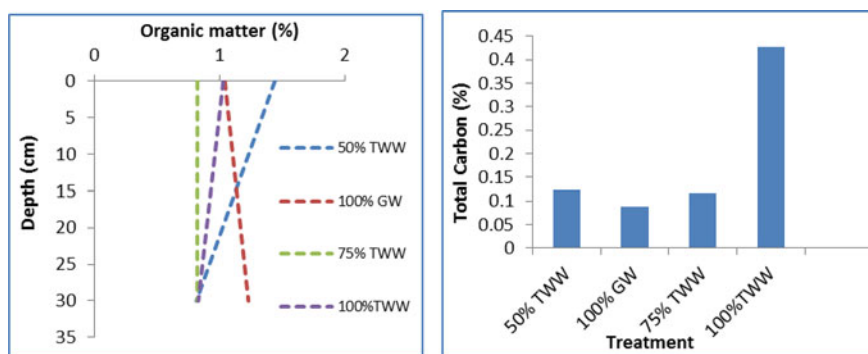 Organic matter (%)
0 1 2
0
5
10
15
20
25
30
35
Depth (cm)
50% TWW
100% GW
75% TWW
100%TWW
0.45
0.4
0.35
0.3
0.25
0.2
0.15
0.1
0.05
0
Total Carbon (%)
50% TWW
100% GW
75% TWW
100%TWW
Treatment